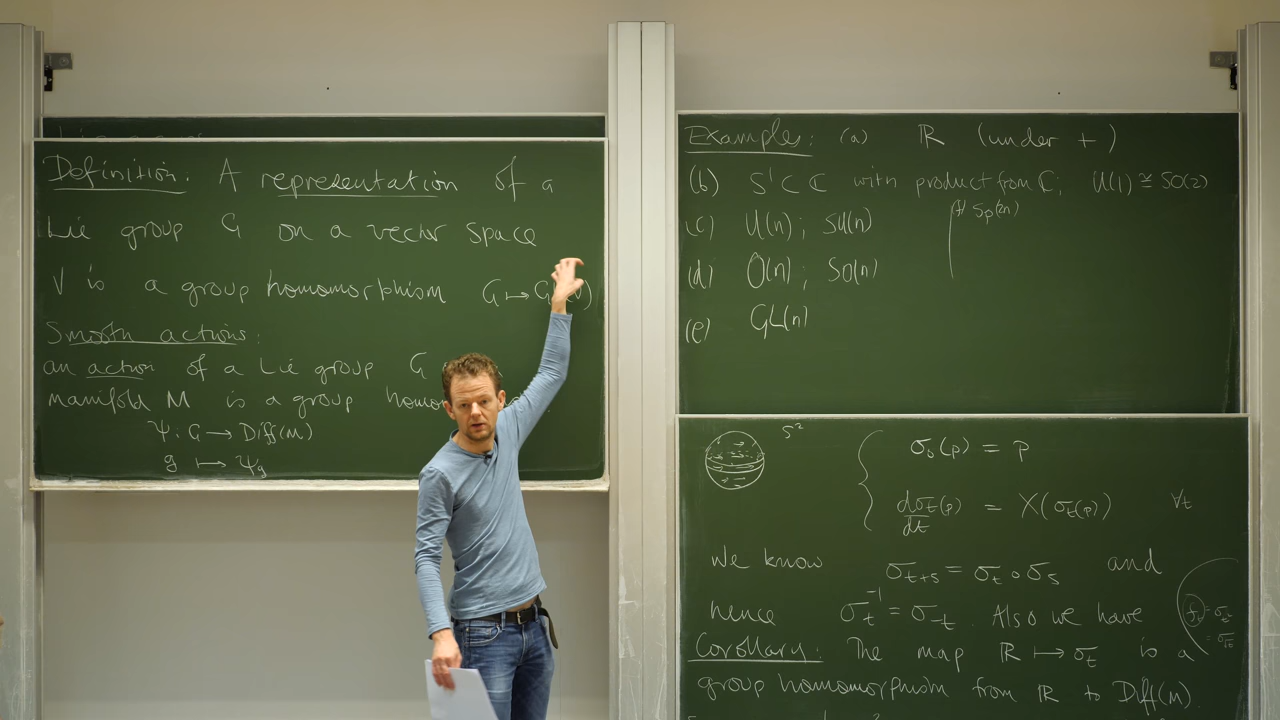 Definition: A representation of a
Lie group G on a vector space
V is a group homomorphism G ↦
Smooth actions:
an action of a Lie group G
manifold M is a group
ψ: G → Diff(M)
g ↦ ψg
Examples: (a) ℝ (under +)
(b) S¹ ⊂ ℂ with product from ℂ; U(1) ≅ SO(2)
(c) U(n); SU(n)
(f) Sp(2n)
(d) O(n); SO(n)
(e) GL(n)
S²
σ₀(p) = p
dσt(p)/dt = X(σt(p)) ∀t
We know σt+s = σt ∘ σs and
hence σt⁻¹ = σ-t. Also we have
Corollary: The map ℝ ↦ σt is a
group homomorphism from ℝ to Diff(M).